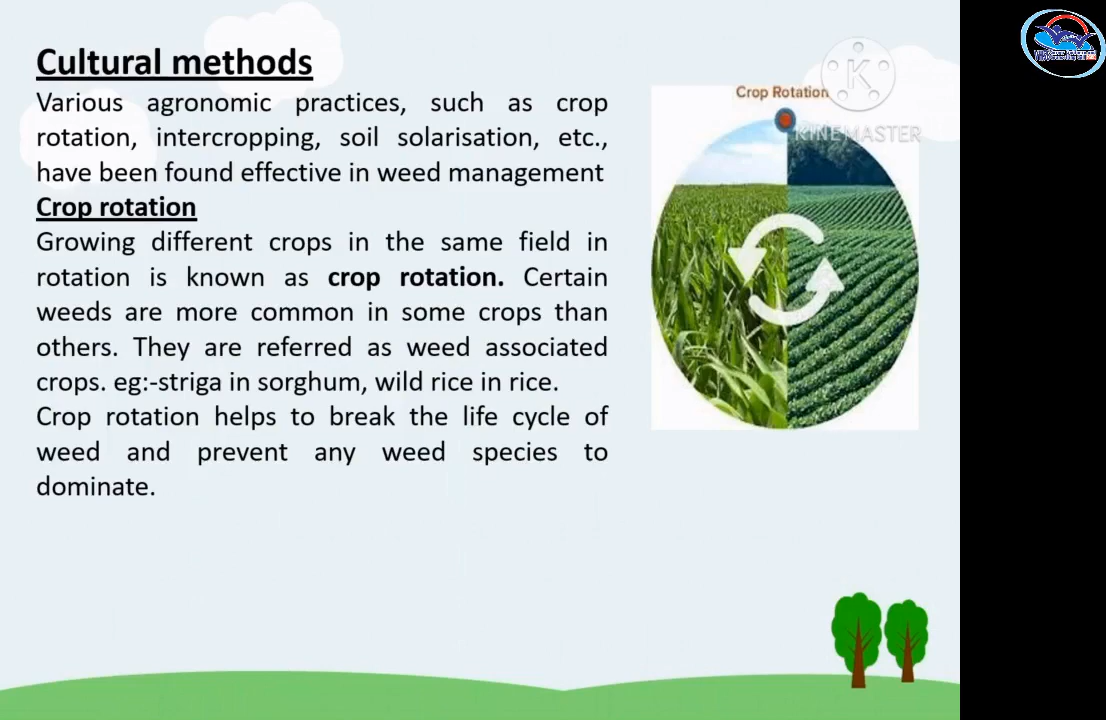 Cultural methods
Various agronomic practices, such as crop
rotation, intercropping, soil solarisation, etc.,
have been found effective in weed management
Crop rotation
Growing different crops in the same field in
rotation is known as crop rotation. Certain
weeds are more common in some crops than
others. They are referred as weed associated
crops. eg:-striga in sorghum, wild rice in rice.
Crop rotation helps to break the life cycle of
weed and prevent any weed species to
dominate.
Crop Rotation
K
KINEMASTER